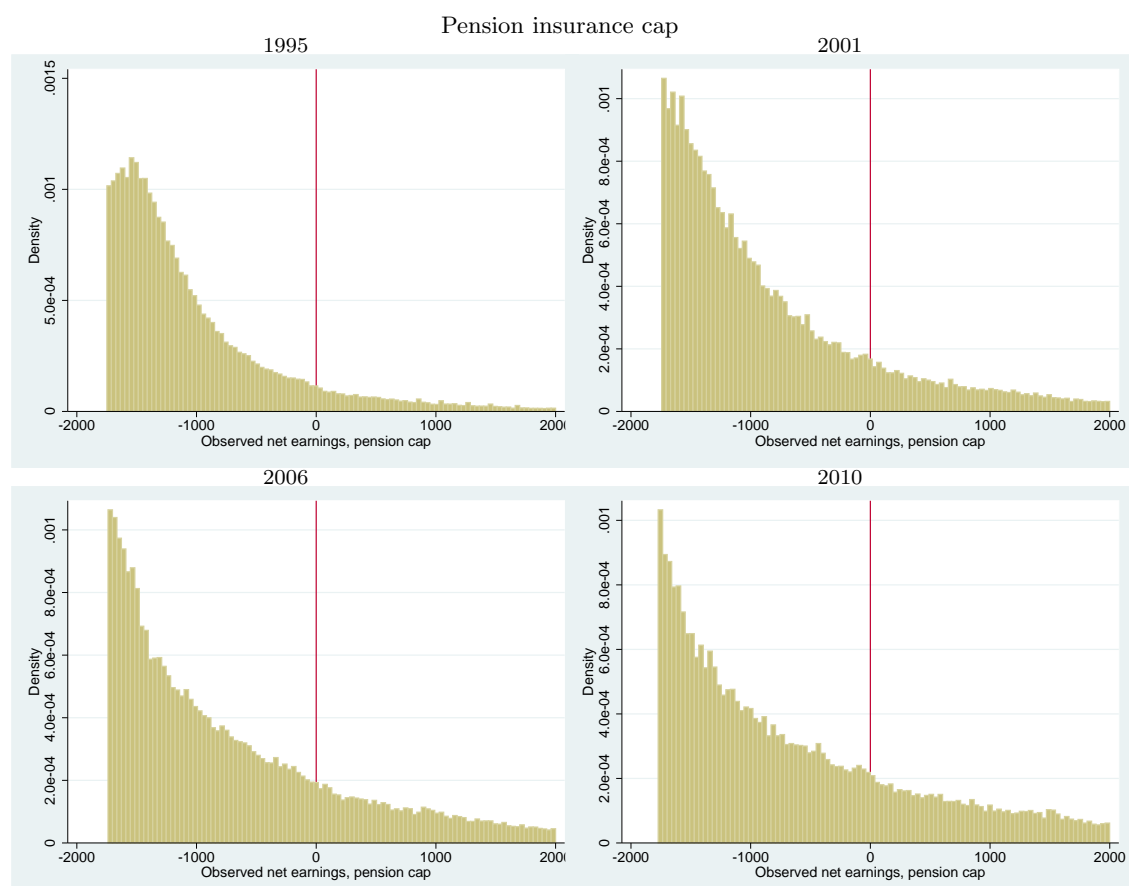 Pension insurance cap
1995
Density
0 5.0e-04 .001 .0015
-2000 -1000 0 1000 2000
Observed net earnings, pension cap
2001
Density
0 2.0e-04 4.0e-04 6.0e-04 8.0e-04 .001
-2000 -1000 0 1000 2000
Observed net earnings, pension cap
2006
Density
0 2.0e-04 4.0e-04 6.0e-04 8.0e-04 .001
-2000 -1000 0 1000 2000
Observed net earnings, pension cap
2010
Density
0 2.0e-04 4.0e-04 6.0e-04 8.0e-04 .001
-2000 -1000 0 1000 2000
Observed net earnings, pension cap